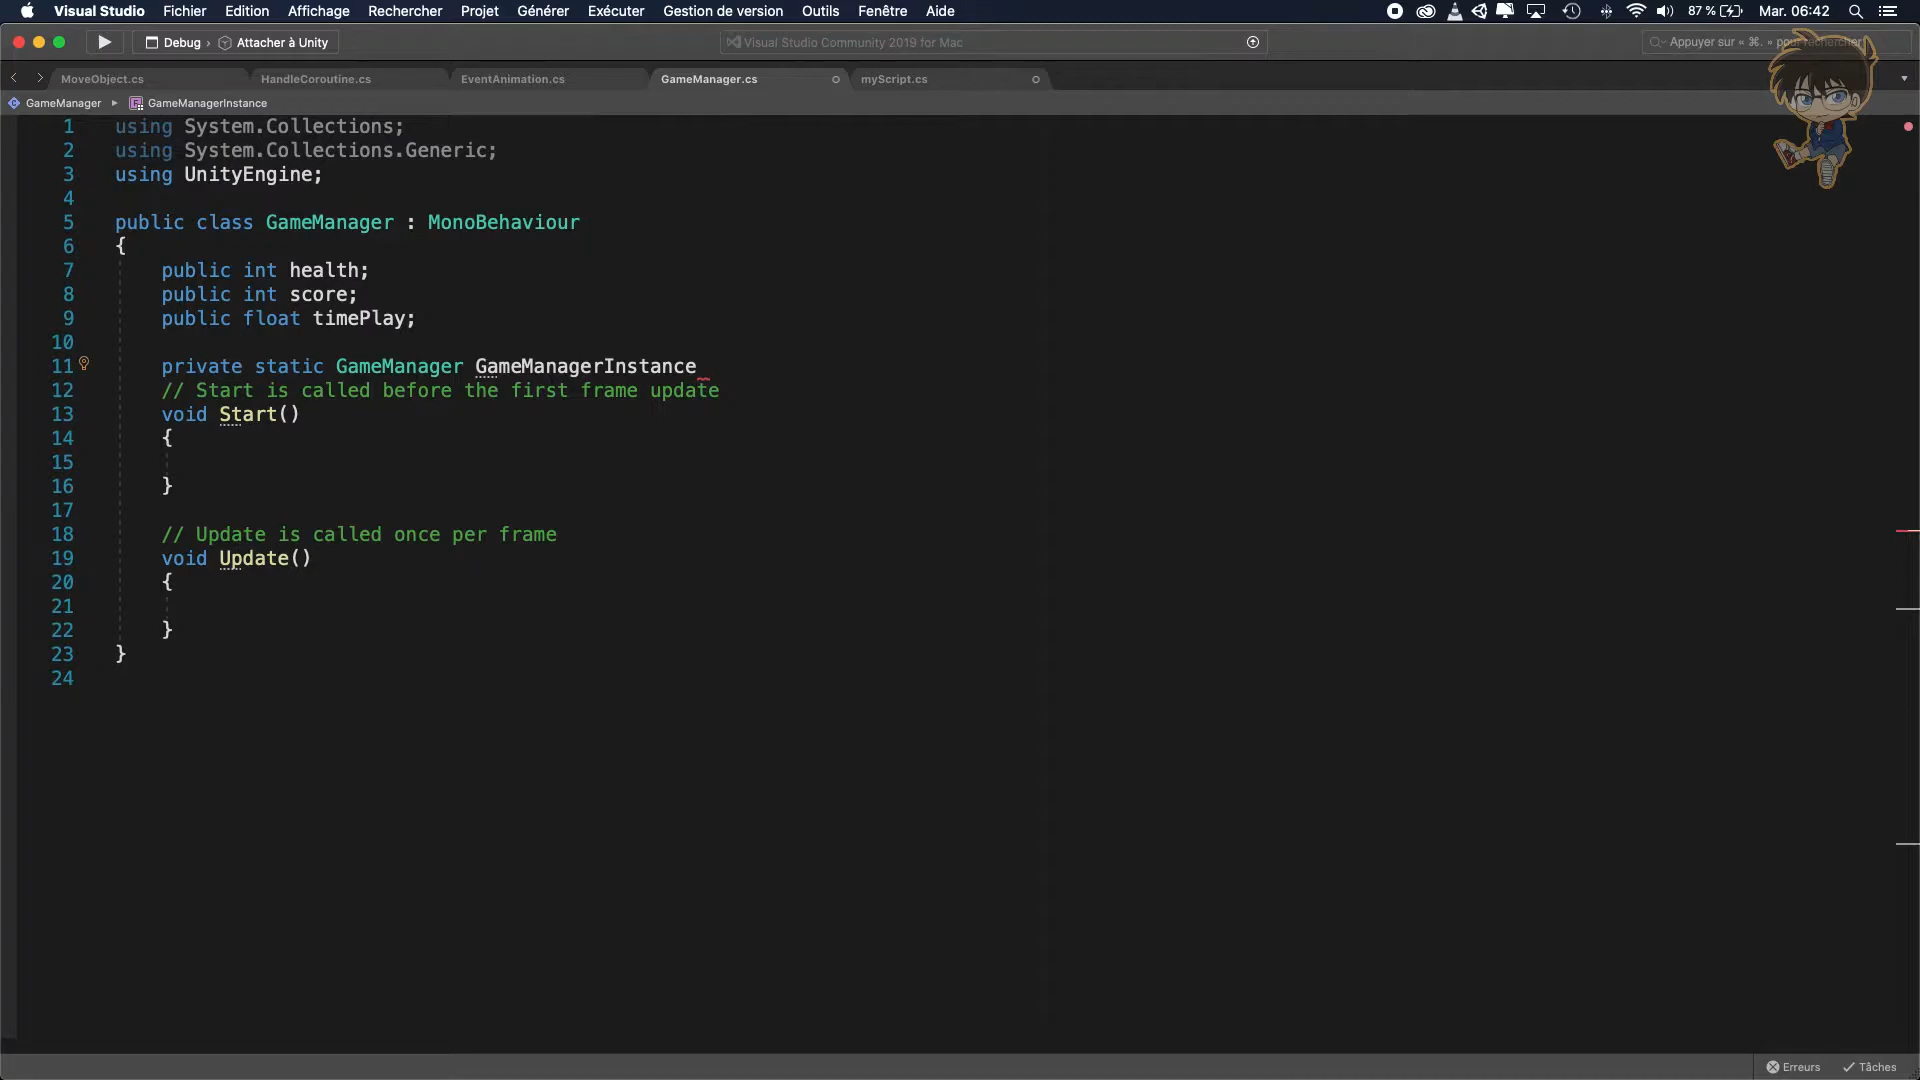 Visual Studio Fichier Edition Affichage Rechercher Projet Générer Exécuter Gestion de version Outils Fenêtre Aide 87 % Mar. 06:42
Debug › Attacher à Unity Visual Studio Community 2019 for Mac Appuyer sur « ⌘. » pour rechercher
MoveObject.cs HandleCoroutine.cs EventAnimation.cs GameManager.cs myScript.cs
GameManager GameManagerInstance
1 using System.Collections;
2 using System.Collections.Generic;
3 using UnityEngine;
4
5 public class GameManager : MonoBehaviour
6 {
7 public int health;
8 public int score;
9 public float timePlay;
10
11 private static GameManager GameManagerInstance
12 // Start is called before the first frame update
13 void Start()
14 {
15
16 }
17
18 // Update is called once per frame
19 void Update()
20 {
21
22 }
23 }
24
Erreurs Tâches